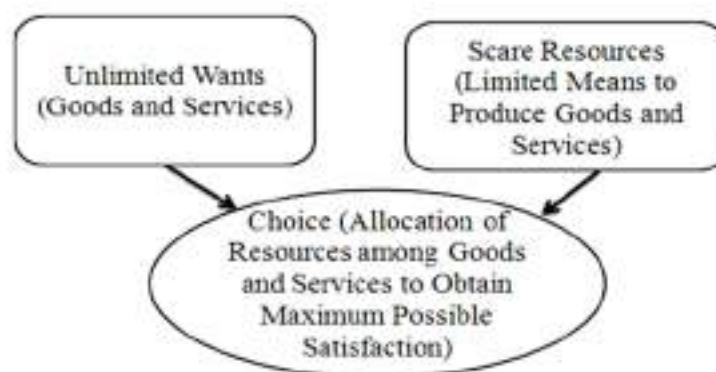 Unlimited Wants
(Goods and Services)
Scare Resources
(Limited Means to
Produce Goods and
Services)
Choice (Allocation of
Resources among Goods
and Services to Obtain
Maximum Possible
Satisfaction)